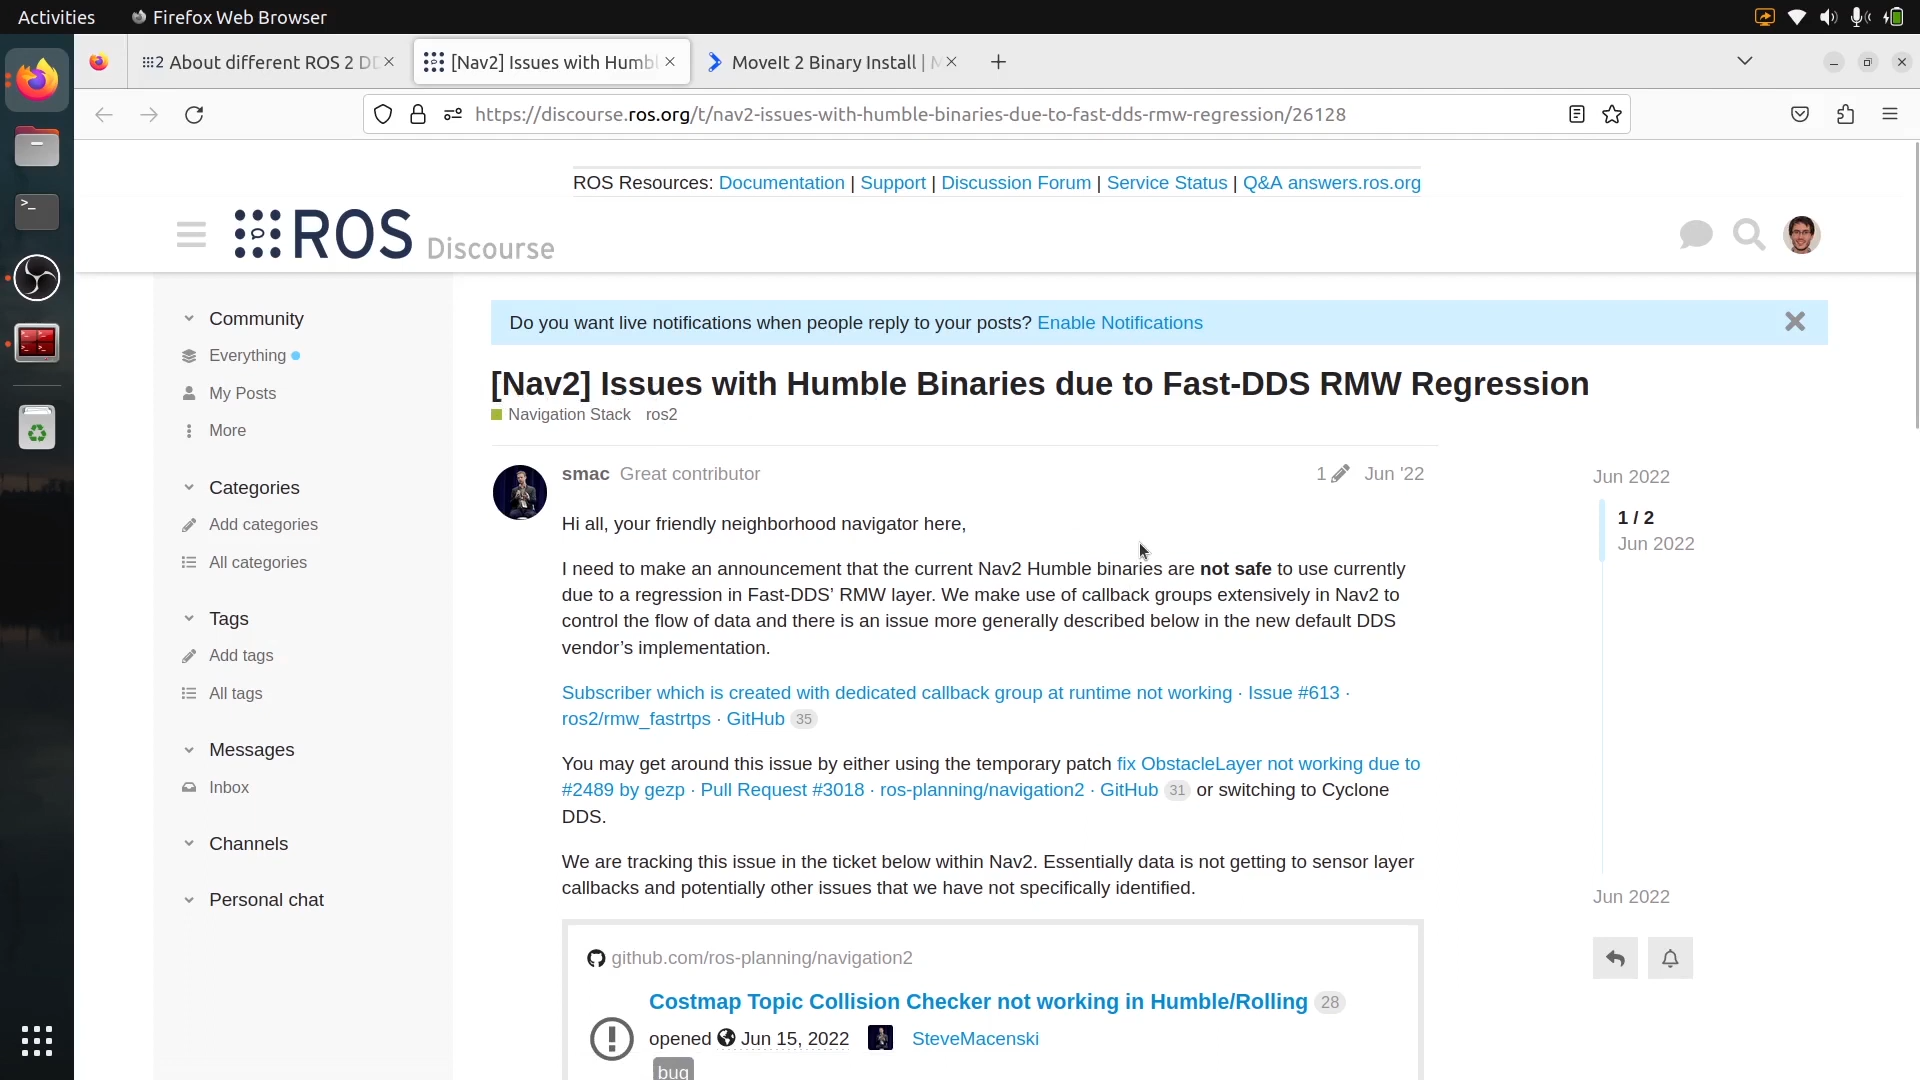 Activities
Firefox Web Browser
2 About different ROS 2 DD
[Nav2] Issues with Humbl
MoveIt 2 Binary Install | M
https://discourse.ros.org/t/nav2-issues-with-humble-binaries-due-to-fast-dds-rmw-regression/26128
ROS Resources: Documentation | Support | Discussion Forum | Service Status | Q&A answers.ros.org
ROS Discourse
Community
Everything
My Posts
More
Categories
Add categories
All categories
Tags
Add tags
All tags
Messages
Inbox
Channels
Personal chat
Do you want live notifications when people reply to your posts? Enable Notifications
[Nav2] Issues with Humble Binaries due to Fast-DDS RMW Regression
Navigation Stack ros2
smac Great contributor
1 Jun '22
Hi all, your friendly neighborhood navigator here,
I need to make an announcement that the current Nav2 Humble binaries are not safe to use currently
due to a regression in Fast-DDS’ RMW layer. We make use of callback groups extensively in Nav2 to
control the flow of data and there is an issue more generally described below in the new default DDS
vendor’s implementation.
Subscriber which is created with dedicated callback group at runtime not working · Issue #613 ·
ros2/rmw_fastrtps · GitHub 35
You may get around this issue by either using the temporary patch fix ObstacleLayer not working due to
#2489 by gezp · Pull Request #3018 · ros-planning/navigation2 · GitHub 31 or switching to Cyclone
DDS.
We are tracking this issue in the ticket below within Nav2. Essentially data is not getting to sensor layer
callbacks and potentially other issues that we have not specifically identified.
github.com/ros-planning/navigation2
Costmap Topic Collision Checker not working in Humble/Rolling 28
opened Jun 15, 2022 SteveMacenski
bug
Jun 2022
1 / 2
Jun 2022
Jun 2022